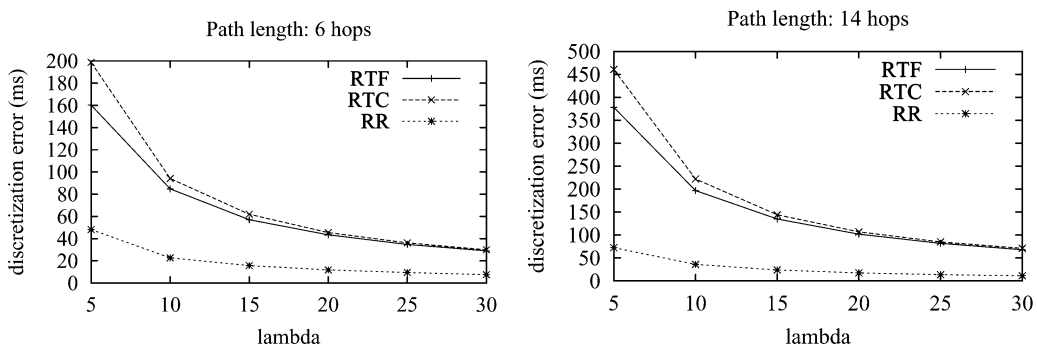 Path length: 6 hops
discretization error (ms)
200
180
160
140
120
100
80
60
40
20
0
RTF
RTC
RR
5 10 15 20 25 30
lambda
Path length: 14 hops
discretization error (ms)
500
450
400
350
300
250
200
150
100
50
0
RTF
RTC
RR
5 10 15 20 25 30
lambda